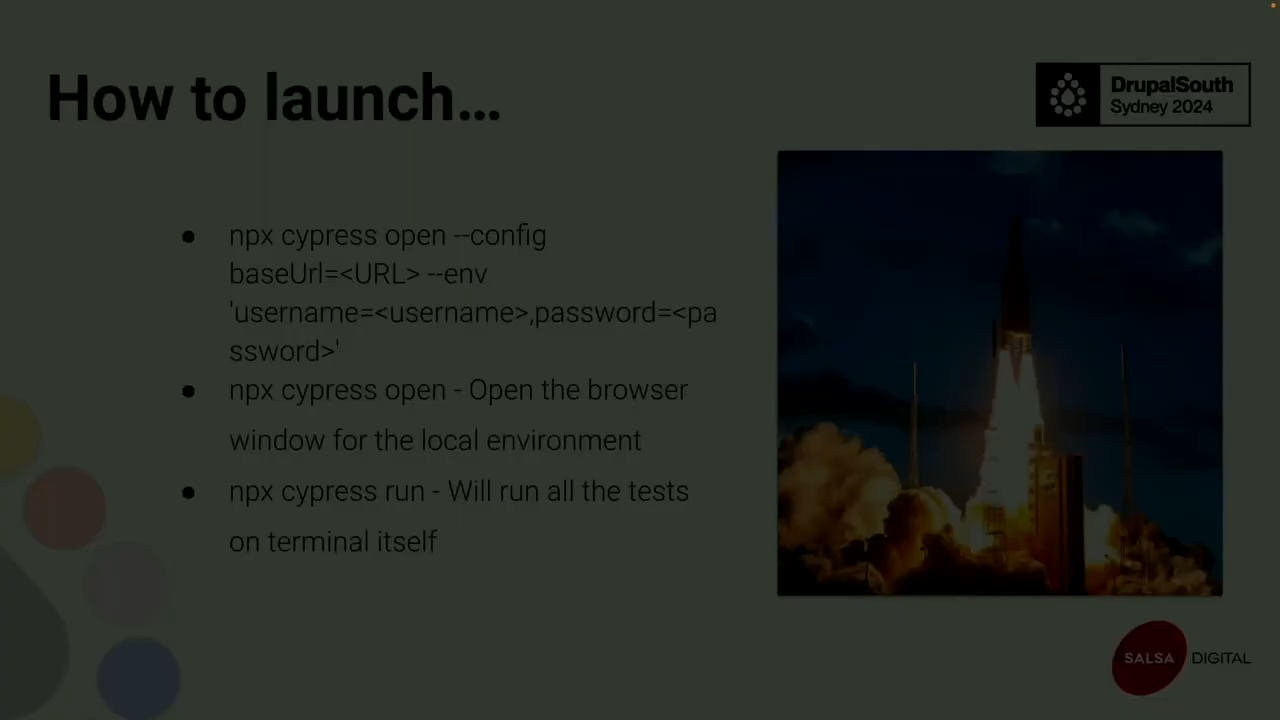 How to launch...
DrupalSouth
Sydney 2024
● npx cypress open --config
baseUrl=<URL> --env
'username=<username>,password=<pa
ssword>'
● npx cypress open - Open the browser
window for the local environment
● npx cypress run - Will run all the tests
on terminal itself
SALSA DIGITAL